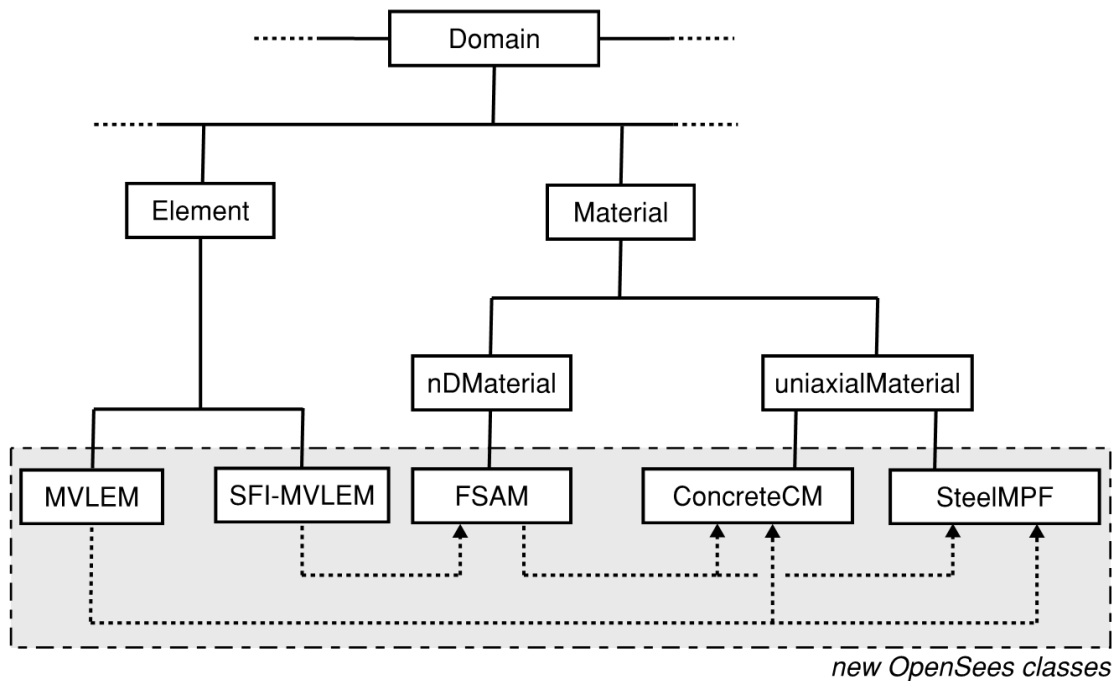 Domain
Element
Material
nDMaterial
uniaxialMaterial
MVLEM
SFI-MVLEM
FSAM
ConcreteCM
SteelMPF
new OpenSees classes